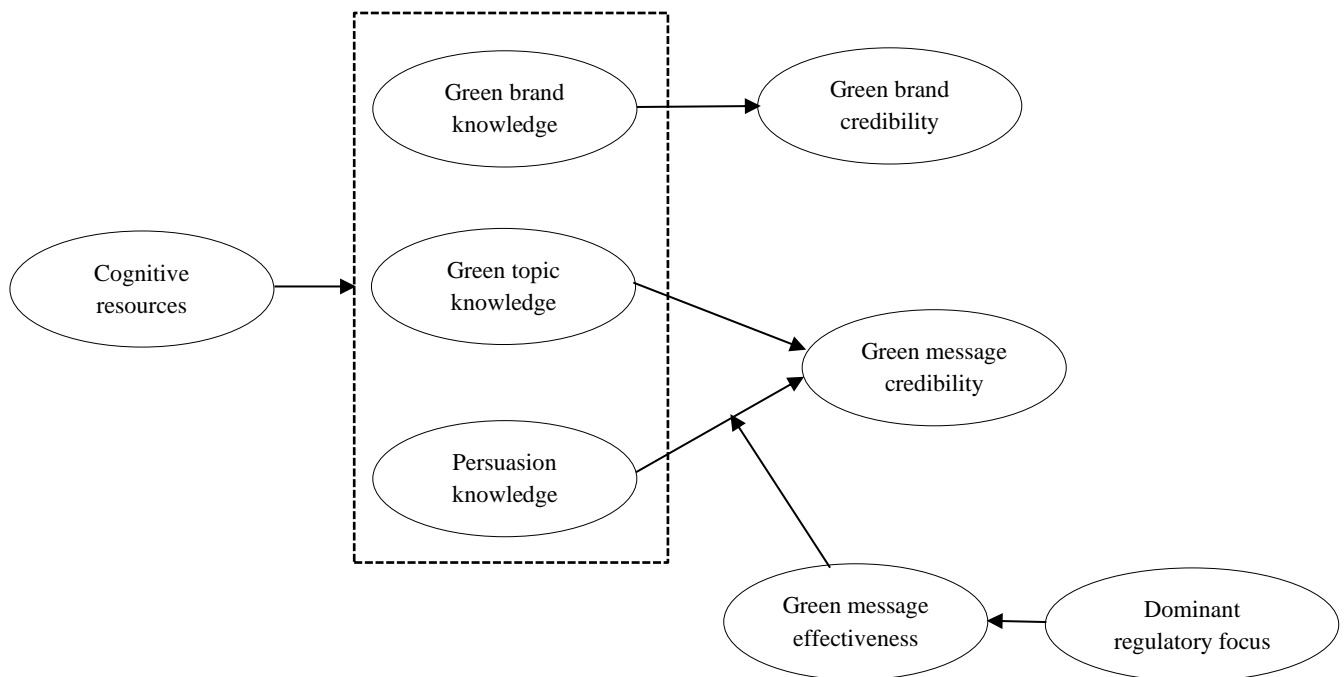 Green brand
knowledge
Green brand
credibility
Cognitive
resources
Green topic
knowledge
Green message
credibility
Persuasion
knowledge
Green message
effectiveness
Dominant
regulatory focus